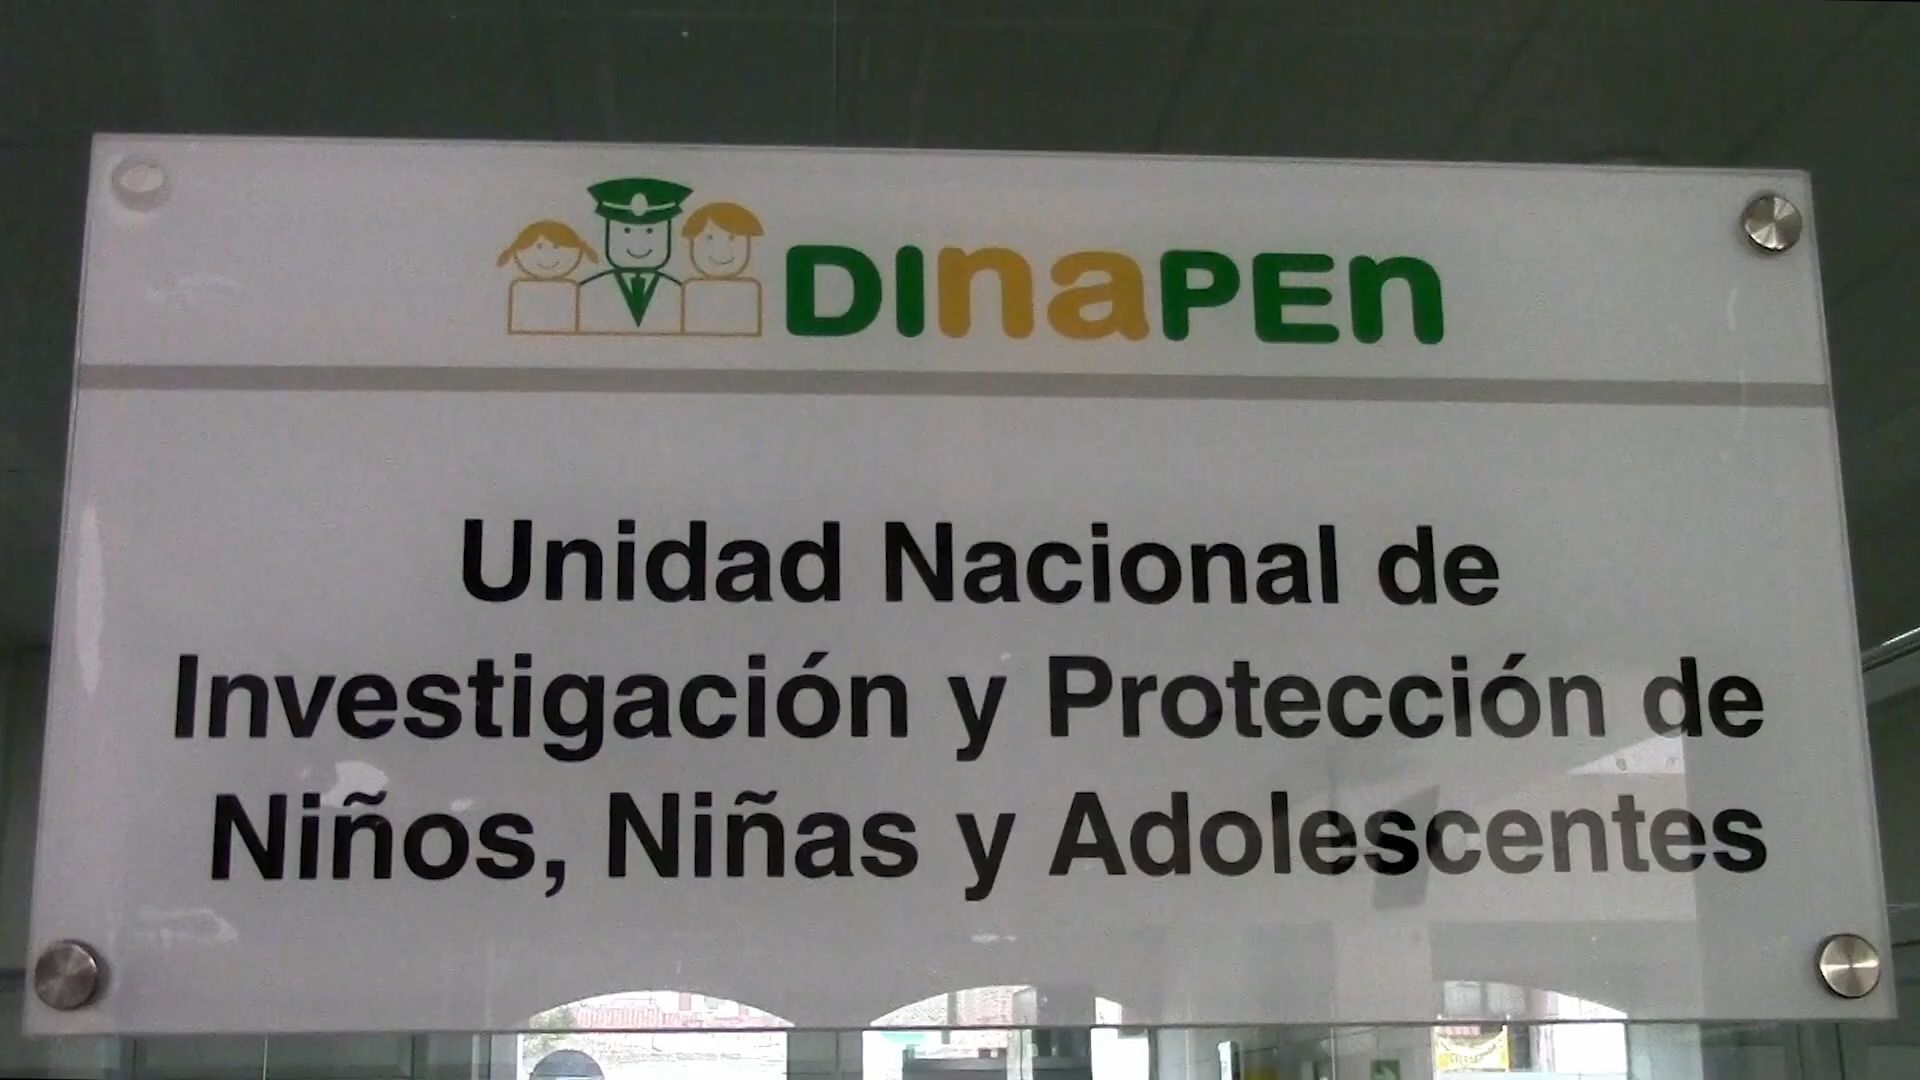 DInaPEn
Unidad Nacional de
Investigación y Protección de
Niños, Niñas y Adolescentes